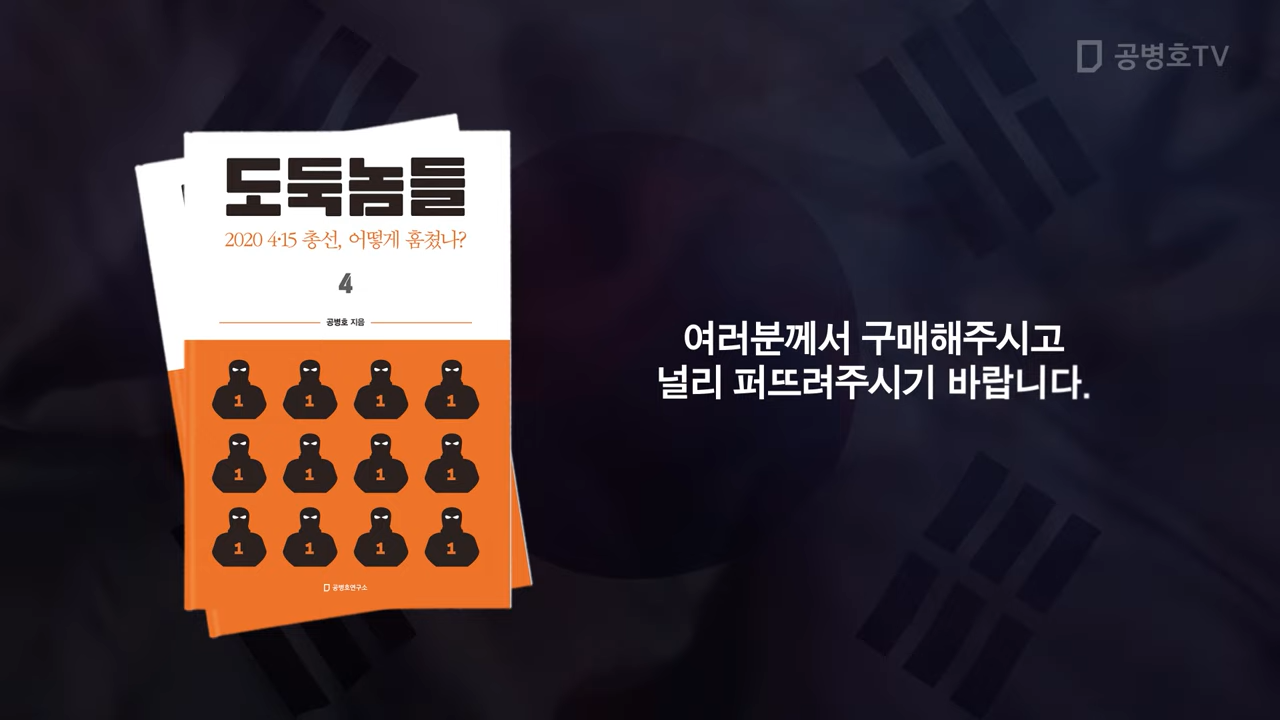 공병호TV
도둑놈들
2020 4·15 총선, 어떻게 훔쳤나?
4
공병호 지음
1 1 1 1
1 1 1 1
1 1 1 1
공병호연구소
여러분께서 구매해주시고
널리 퍼뜨려주시기 바랍니다.